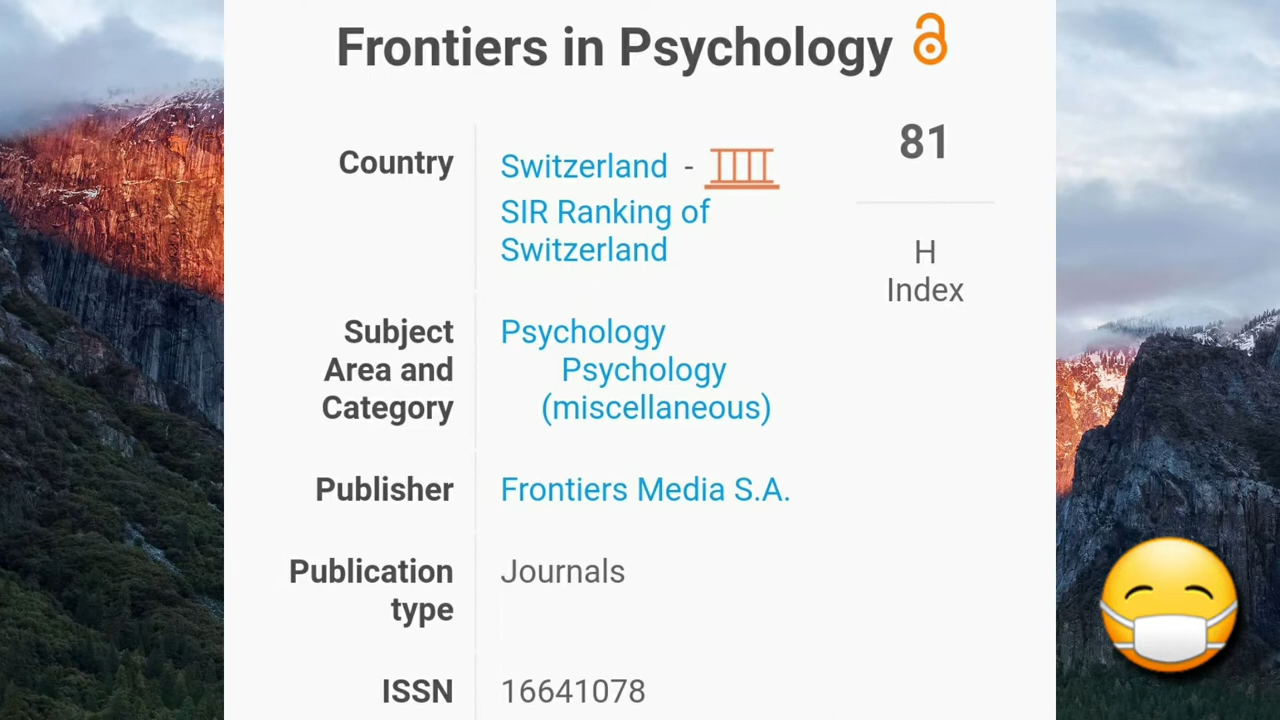 Frontiers in Psychology
Country
Switzerland -
SIR Ranking of
Switzerland
81
H
Index
Subject
Area and
Category
Psychology
Psychology
(miscellaneous)
Publisher
Frontiers Media S.A.
Publication
type
Journals
ISSN
16641078